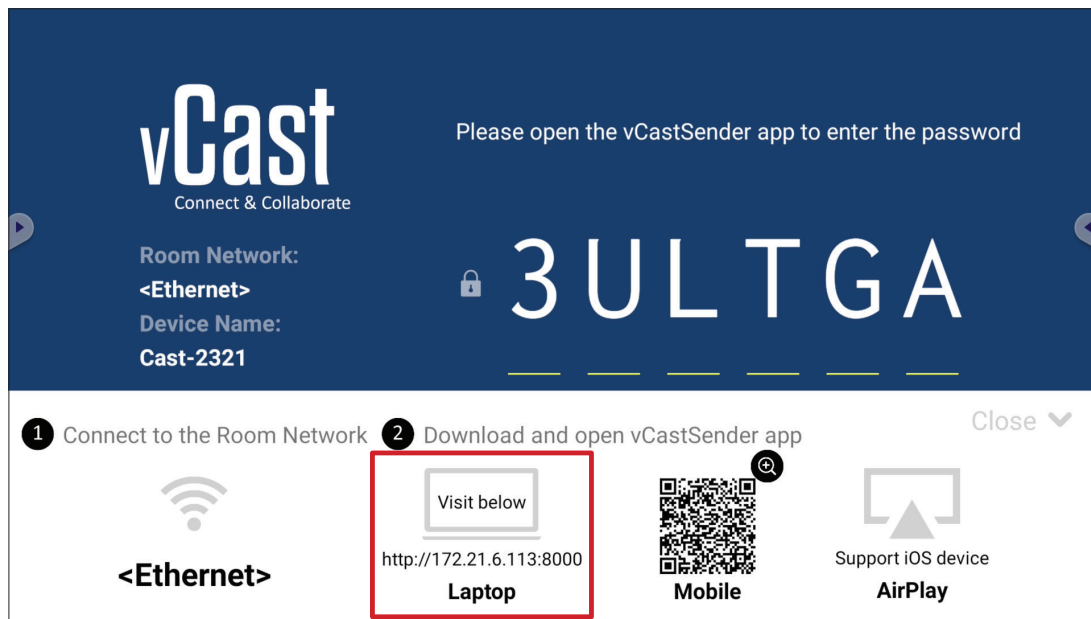 vCast
Connect & Collaborate
Please open the vCastSender app to enter the password
Room Network:
<Ethernet>
Device Name:
Cast-2321
3ULTGA
Close
1 Connect to the Room Network
2 Download and open vCastSender app
<Ethernet>
Visit below
http://172.21.6.113:8000
Laptop
Mobile
Support iOS device
AirPlay